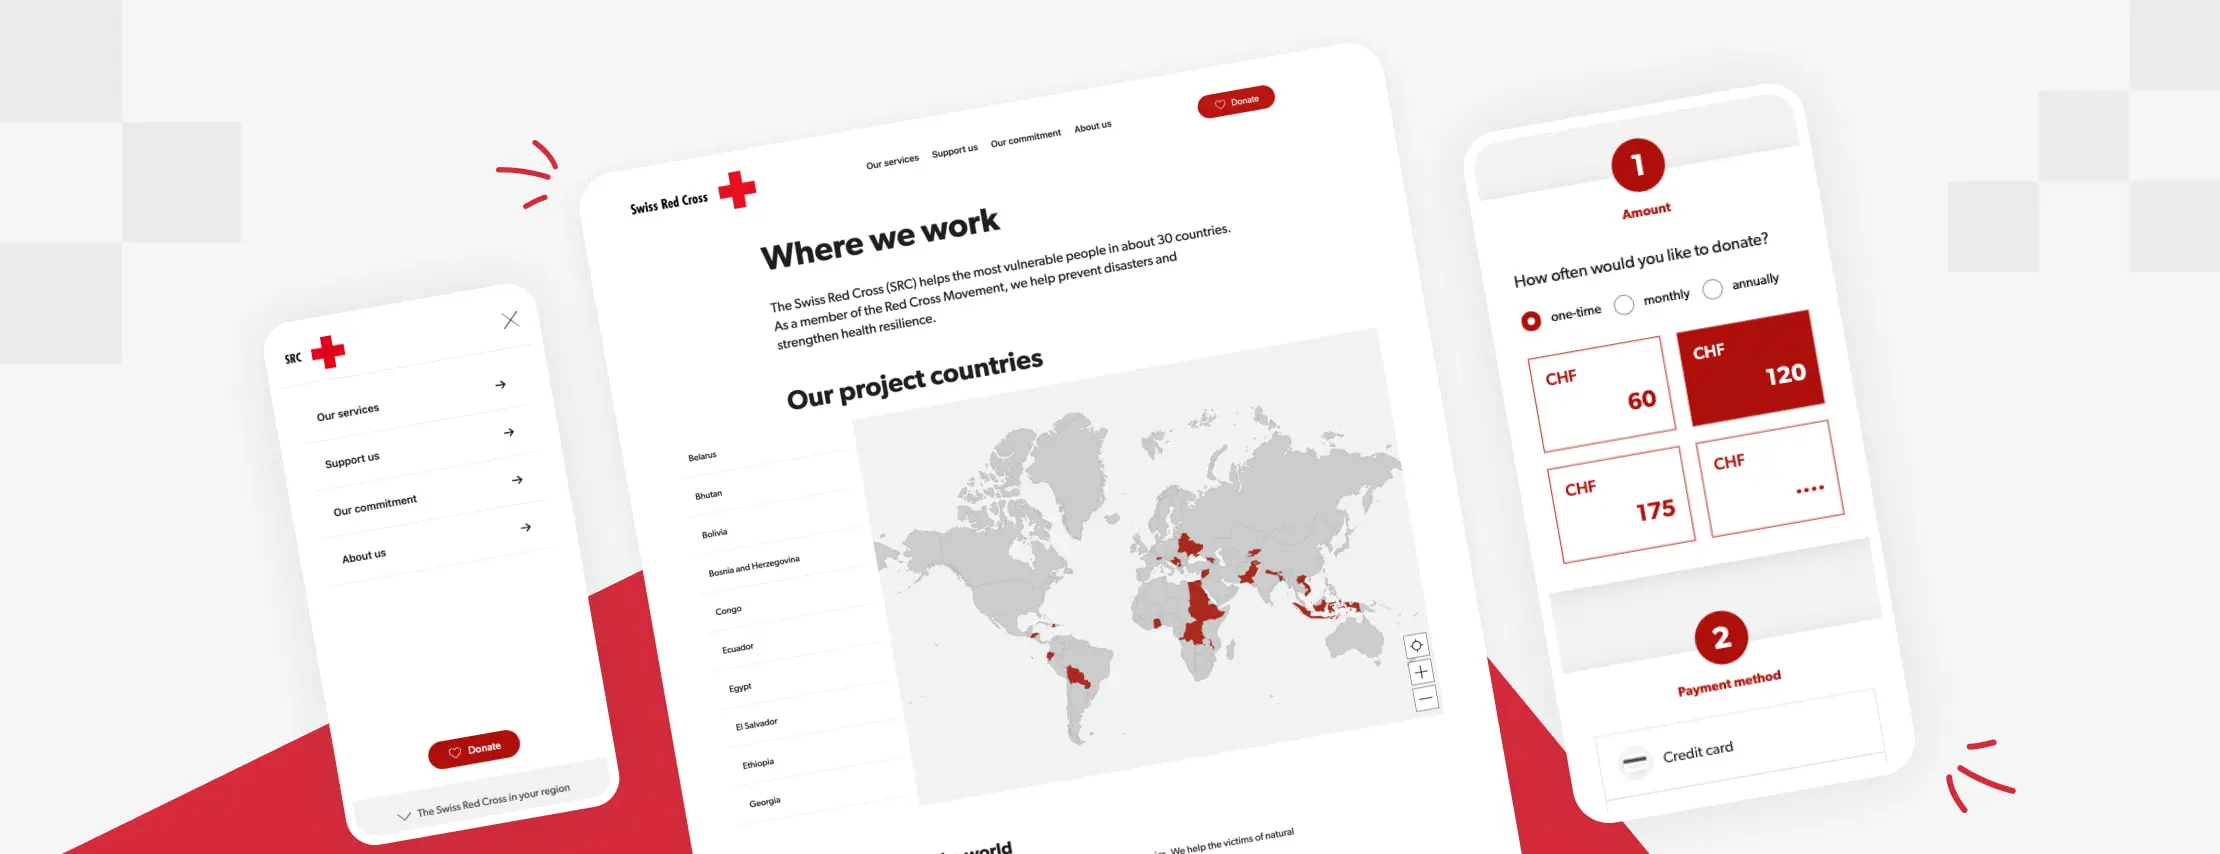 SRC
Our services
Support us
Our commitment
About us
Donate
The Swiss Red Cross in your region
Swiss Red Cross
Our services
Support us
Our commitment
About us
Donate
Where we work
The Swiss Red Cross (SRC) helps the most vulnerable people in about 30 countries.
As a member of the Red Cross Movement, we help prevent disasters and
strengthen health resilience.
Our project countries
Belarus
Bhutan
Bolivia
Bosnia and Herzegovina
Congo
Ecuador
Egypt
El Salvador
Ethiopia
Georgia
world
We help the victims of natural
1
Amount
How often would you like to donate?
one-time
monthly
annually
CHF
60
CHF
120
CHF
175
CHF
....
2
Payment method
Credit card